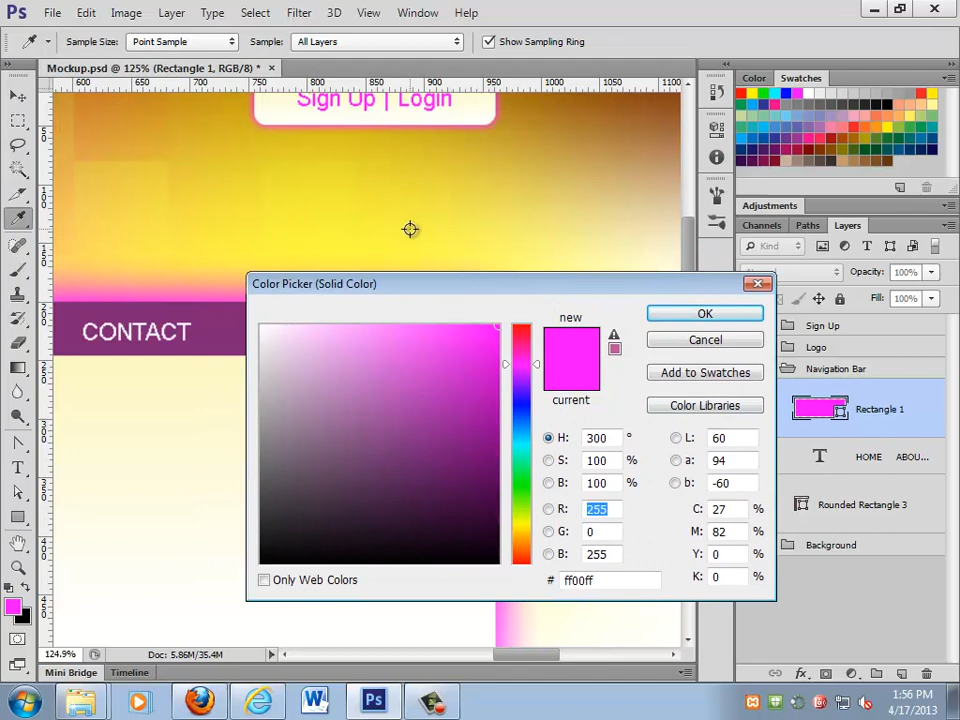 Ps File Edit Image Layer Type Select Filter 3D View Window Help
Sample Size: Point Sample Sample: All Layers Show Sampling Ring
Mockup.psd @ 125% (Rectangle 1, RGB/8) * ×
600 650 700 750 800 850 900 950 1000 1050 1100
Sign Up | Login
CONTACT
Color Swatches
Adjustments
Channels Paths Layers
Kind
Opacity: 100%
Fill: 100%
Sign Up
Logo
Navigation Bar
Rectangle 1
T HOME ABOU...
Rounded Rectangle 3
Background
Color Picker (Solid Color)
new
current
OK
Cancel
Add to Swatches
Color Libraries
H: 300 ° L: 60
S: 100 % a: 94
B: 100 % b: -60
R: 255 C: 27 %
G: 0 M: 82 %
B: 255 Y: 0 %
# ff00ff K: 0 %
Only Web Colors
124.9% Doc: 5.86M/35.4M
Mini Bridge Timeline
1:56 PM
4/17/2013